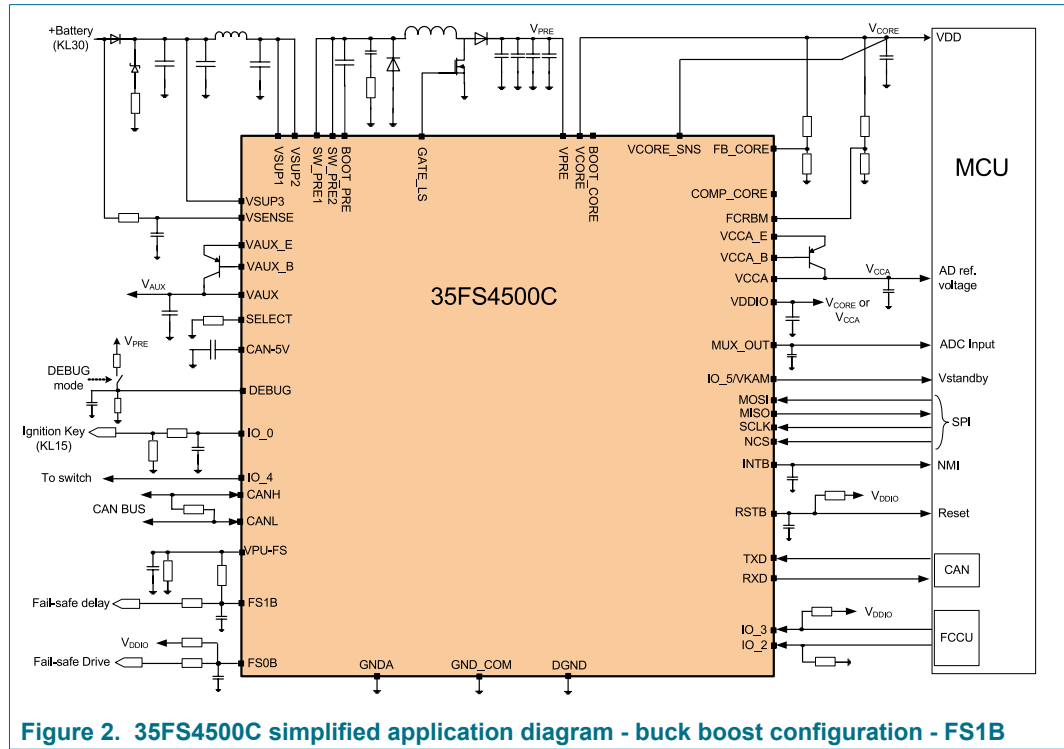 +Battery
(KL30)
VPRE
VCORE
VDD
MCU
VSUP1
VSUP2
SW_PRE1
SW_PRE2
BOOT_PRE
GATE_LS
VPRE
VCORE
BOOT_CORE
VCORE_SNS
FB_CORE
COMP_CORE
FCRBM
VCCA_E
VCCA_B
VCCA
VCCA
AD ref.
voltage
VDDIO
VCORE or
VCCA
MUX_OUT
ADC Input
IO_5/VKAM
Vstandby
MOSI
MISO
SCLK
NCS
SPI
INTB
NMI
VDDIO
RSTB
Reset
TXD
RXD
CAN
VDDIO
IO_3
IO_2
FCCU
35FS4500C
VSUP3
VSENSE
VAUX_E
VAUX_B
VAUX
VAUX
SELECT
CAN-5V
VPRE
DEBUG
mode
DEBUG
Ignition Key
(KL15)
IO_0
To switch
IO_4
CANH
CAN BUS
CANL
VPU-FS
Fail-safe delay
FS1B
VDDIO
Fail-safe Drive
FS0B
GNDA
GND_COM
DGND
Figure 2. 35FS4500C simplified application diagram - buck boost configuration - FS1B